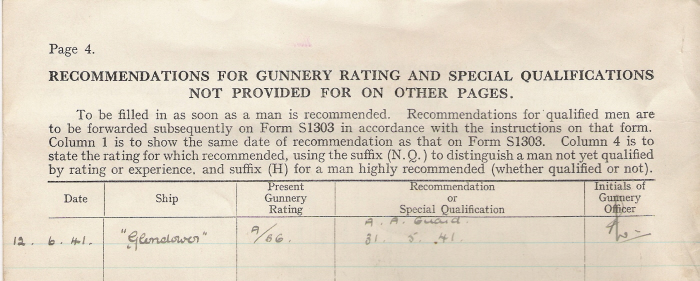 Page 4.
RECOMMENDATIONS FOR GUNNERY RATING AND SPECIAL QUALIFICATIONS
NOT PROVIDED FOR ON OTHER PAGES.
To be filled in as soon as a man is recommended. Recommendations for qualified men are
to be forwarded subsequently on Form S1303 in accordance with the instructions on that form.
Column 1 is to show the same date of recommendation as that on Form S1303. Column 4 is to
state the rating for which recommended, using the suffix (N.Q.) to distinguish a man not yet qualified
by rating or experience, and suffix (H) for a man highly recommended (whether qualified or not).
Date
Ship
Present
Gunnery
Rating
Recommendation
or
Special Qualification
Initials of
Gunnery
Officer
12. 6. 41.
"Glendower"
A. A. Guard.
31. 5. 41.